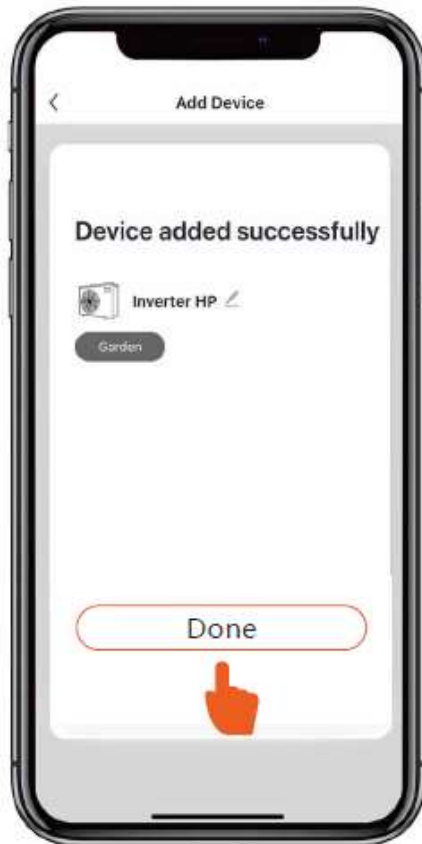 Add Device
Device added successfully
Inverter HP
Garden
Done